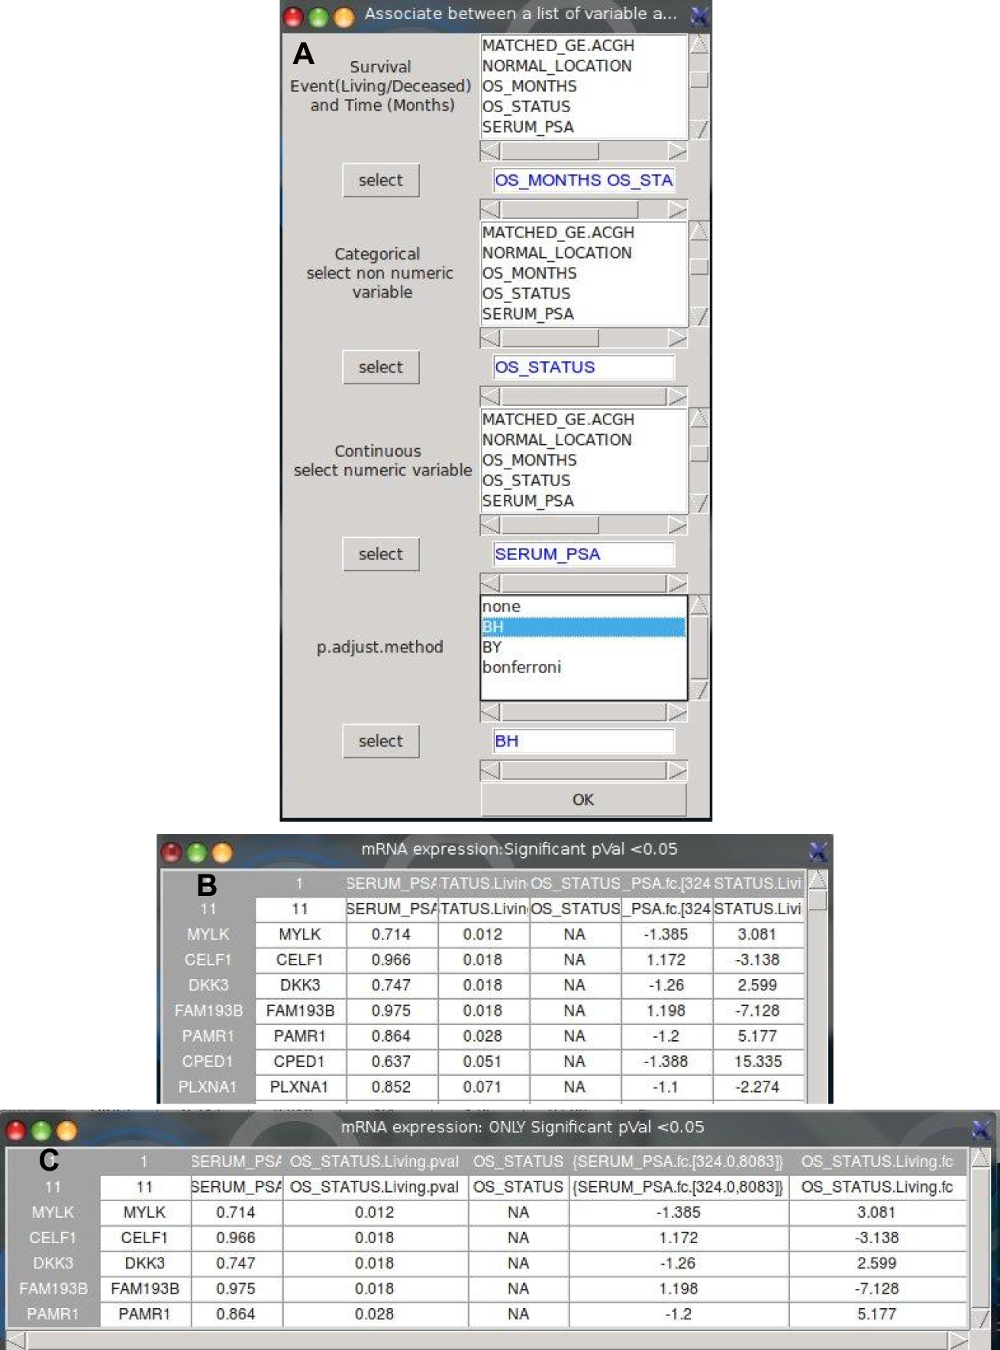 Associate between a list of variable a...
A
Survival
Event(Living/Deceased)
and Time (Months)
MATCHED_GE.ACGH
NORMAL_LOCATION
OS_MONTHS
OS_STATUS
SERUM_PSA
select
OS_MONTHS OS_STA
Categorical
select non numeric
variable
MATCHED_GE.ACGH
NORMAL_LOCATION
OS_MONTHS
OS_STATUS
SERUM_PSA
select
OS_STATUS
Continuous
select numeric variable
MATCHED_GE.ACGH
NORMAL_LOCATION
OS_MONTHS
OS_STATUS
SERUM_PSA
select
SERUM_PSA
p.adjust.method
none
BH
BY
bonferroni
select
BH
OK
mRNA expression:Significant pVal <0.05
B 1 SERUM_PSA TATUS.Livin OS_STATUS _PSA.fc.[324 STATUS.Livi
11 11 SERUM_PSA TATUS.Livin OS_STATUS _PSA.fc.[324 STATUS.Livi
MYLK MYLK 0.714 0.012 NA -1.385 3.081
CELF1 CELF1 0.966 0.018 NA 1.172 -3.138
DKK3 DKK3 0.747 0.018 NA -1.26 2.599
FAM193B FAM193B 0.975 0.018 NA 1.198 -7.128
PAMR1 PAMR1 0.864 0.028 NA -1.2 5.177
CPED1 CPED1 0.637 0.051 NA -1.388 15.335
PLXNA1 PLXNA1 0.852 0.071 NA -1.1 -2.274
mRNA expression: ONLY Significant pVal <0.05
C 1 SERUM_PSA OS_STATUS.Living.pval OS_STATUS {SERUM_PSA.fc.[324.0,8083]} OS_STATUS.Living.fc
11 11 SERUM_PSA OS_STATUS.Living.pval OS_STATUS {SERUM_PSA.fc.[324.0,8083]} OS_STATUS.Living.fc
MYLK MYLK 0.714 0.012 NA -1.385 3.081
CELF1 CELF1 0.966 0.018 NA 1.172 -3.138
DKK3 DKK3 0.747 0.018 NA -1.26 2.599
FAM193B FAM193B 0.975 0.018 NA 1.198 -7.128
PAMR1 PAMR1 0.864 0.028 NA -1.2 5.177